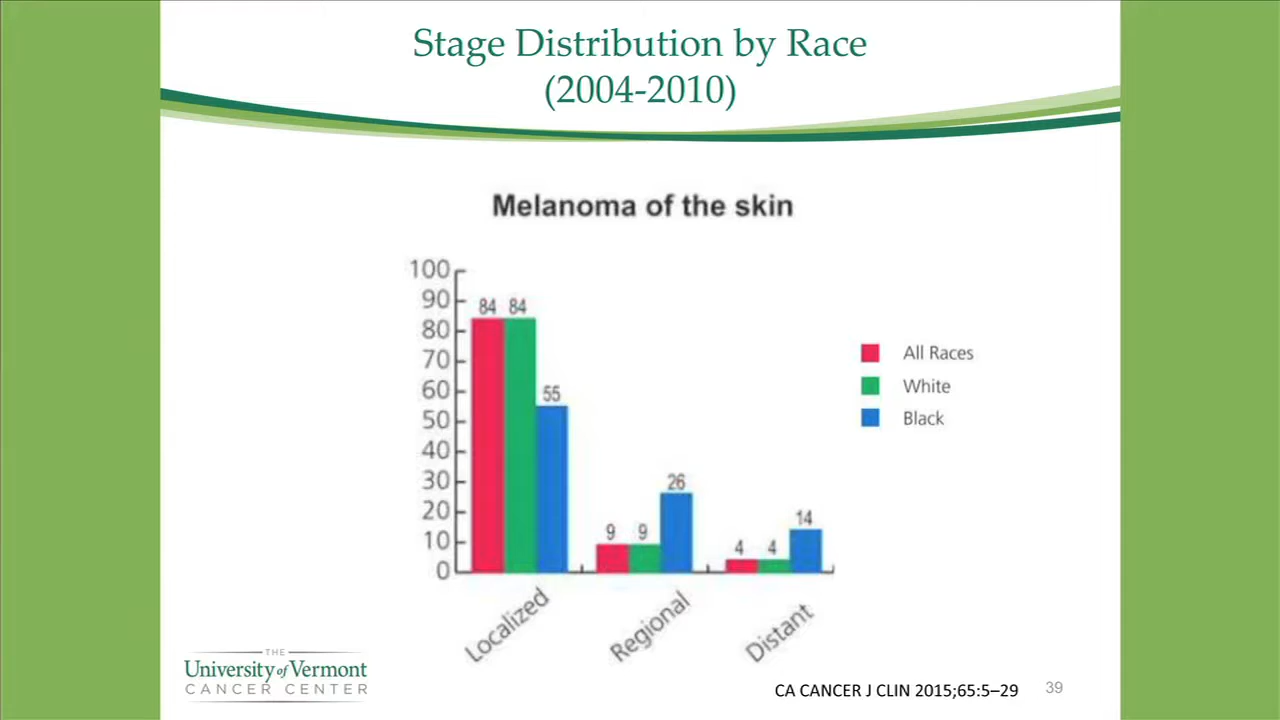 Stage Distribution by Race
(2004-2010)
Melanoma of the skin
100
90
80
70
60
50
40
30
20
10
0
84 84
55
9 9
26
4 4
14
Localized
Regional
Distant
All Races
White
Black
THE
University of Vermont
CANCER CENTER
CA CANCER J CLIN 2015;65:5–29
39